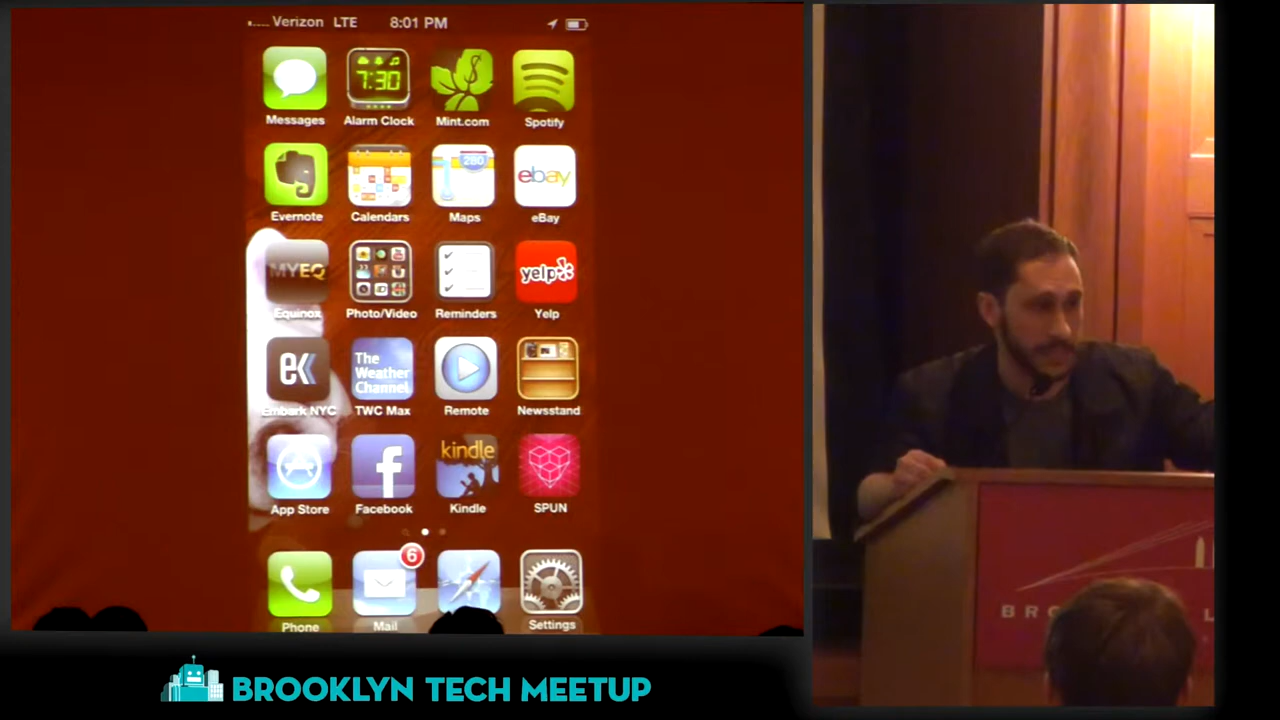 Verizon LTE 8:01 PM
7:30
Messages Alarm Clock Mint.com Spotify
280
ebay
Evernote Calendars Maps eBay
MYEQ
yelp
Equinox Photo/Video Reminders Yelp
The
Weather
Channel
Embark NYC TWC Max Remote Newsstand
kindle
App Store Facebook Kindle SPUN
6
Phone Mail Settings
BROOKLYN TECH MEETUP